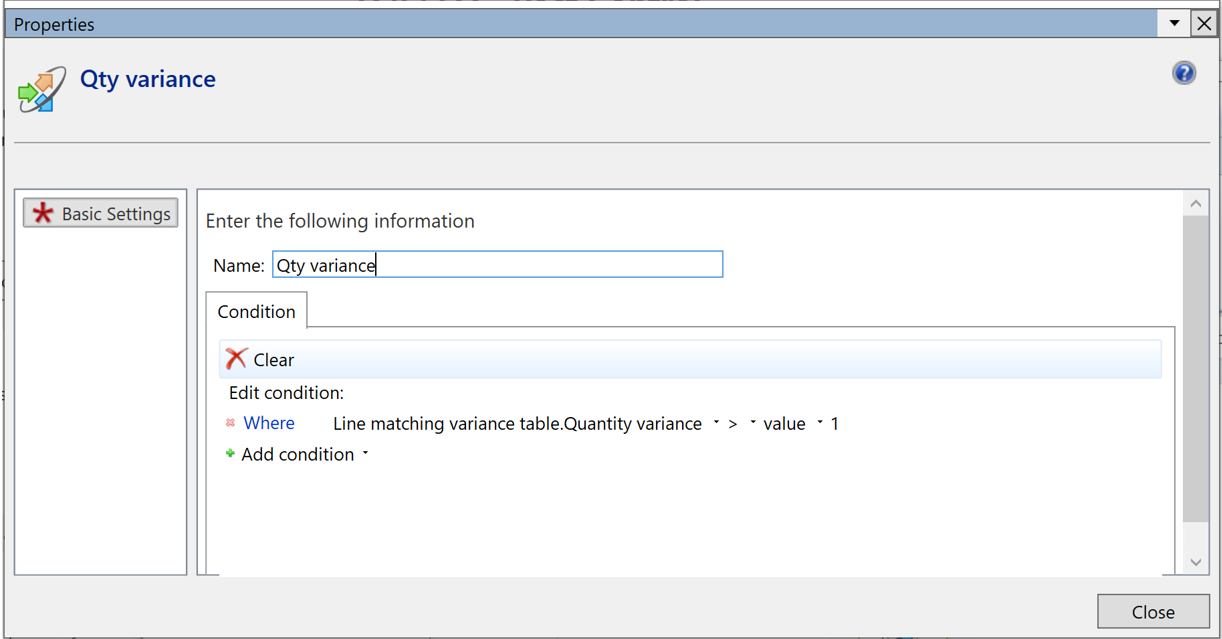 Properties
Qty variance
Basic Settings
Enter the following information
Name: Qty variance
Condition
Clear
Edit condition:
Where Line matching variance table.Quantity variance > value 1
Add condition
Close